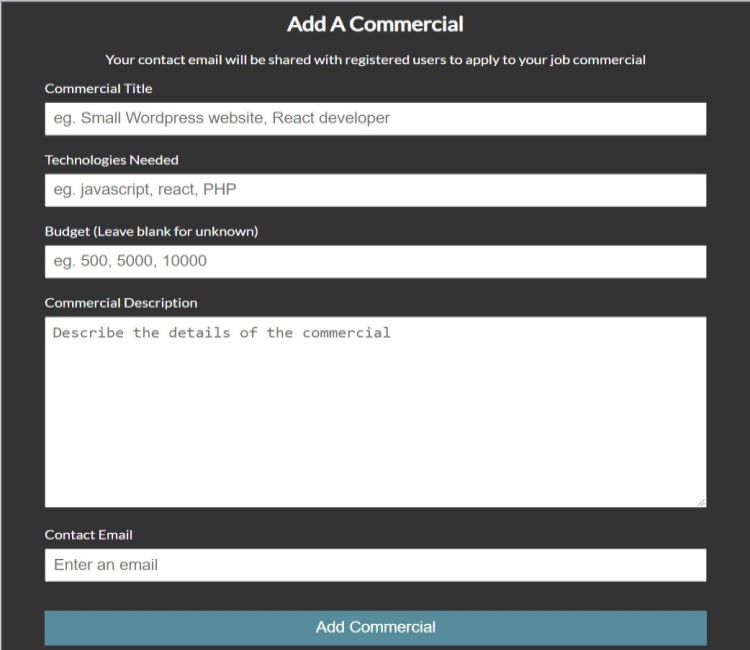 Add A Commercial
Your contact email will be shared with registered users to apply to your job commercial
Commercial Title
eg. Small Wordpress website, React developer
Technologies Needed
eg. javascript, react, PHP
Budget (Leave blank for unknown)
eg. 500, 5000, 10000
Commercial Description
Describe the details of the commercial
Contact Email
Enter an email
Add Commercial